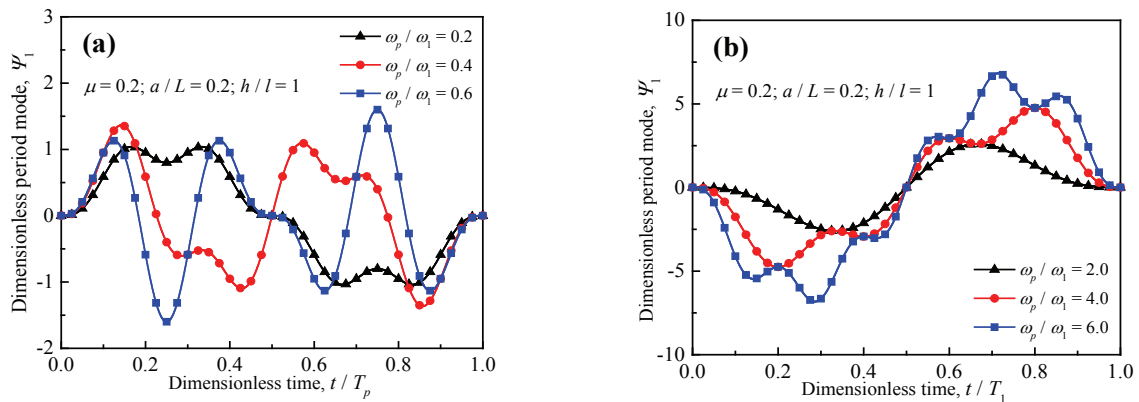 (a)
ω_p / ω_1 = 0.2
ω_p / ω_1 = 0.4
ω_p / ω_1 = 0.6
μ = 0.2; a / L = 0.2; h / l = 1
Dimensionless period mode, Ψ_1
3
2
1
0
-1
-2
0.0 0.2 0.4 0.6 0.8 1.0
Dimensionless time, t / T_p
(b)
μ = 0.2; a / L = 0.2; h / l = 1
ω_p / ω_1 = 2.0
ω_p / ω_1 = 4.0
ω_p / ω_1 = 6.0
Dimensionless period mode, Ψ_1
10
5
0
-5
-10
0.0 0.2 0.4 0.6 0.8 1.0
Dimensionless time, t / T_1